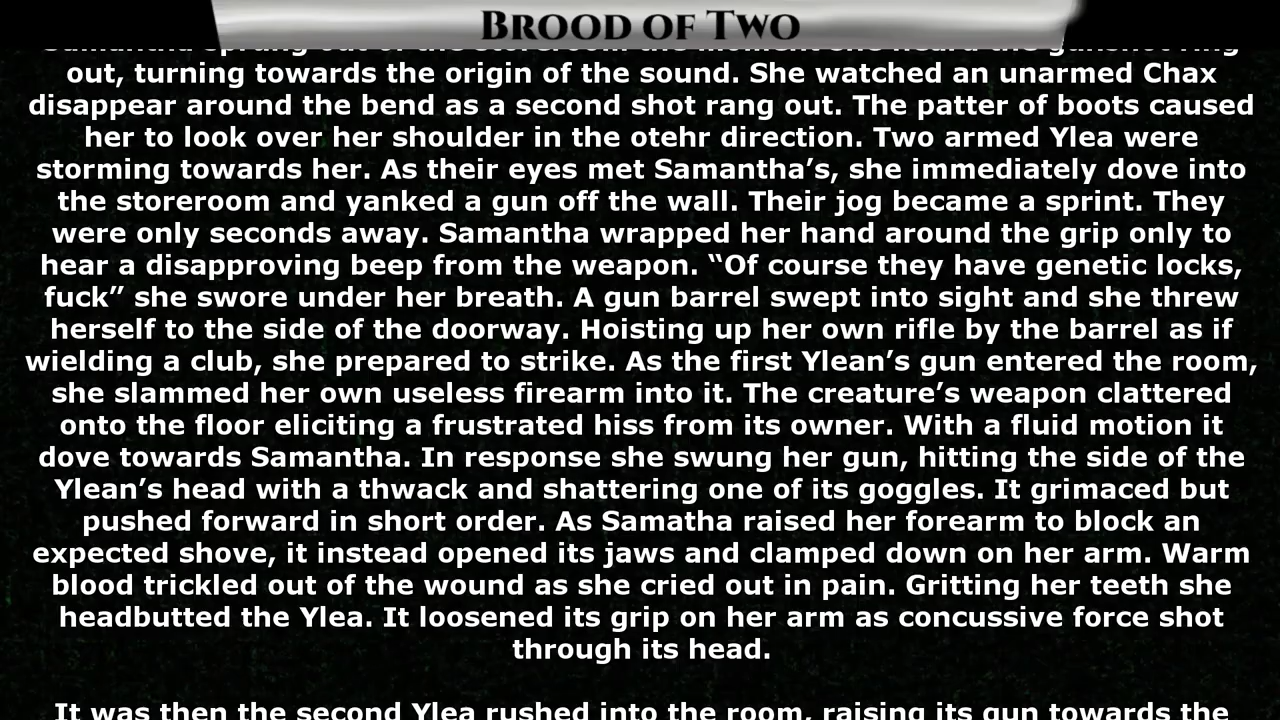 Brood of Two
Samantha sprang out of the storeroom the moment she heard the gunshot ring
out, turning towards the origin of the sound. She watched an unarmed Chax
disappear around the bend as a second shot rang out. The patter of boots caused
her to look over her shoulder in the otehr direction. Two armed Ylea were
storming towards her. As their eyes met Samantha’s, she immediately dove into
the storeroom and yanked a gun off the wall. Their jog became a sprint. They
were only seconds away. Samantha wrapped her hand around the grip only to
hear a disapproving beep from the weapon. “Of course they have genetic locks,
fuck” she swore under her breath. A gun barrel swept into sight and she threw
herself to the side of the doorway. Hoisting up her own rifle by the barrel as if
wielding a club, she prepared to strike. As the first Ylean’s gun entered the room,
she slammed her own useless firearm into it. The creature’s weapon clattered
onto the floor eliciting a frustrated hiss from its owner. With a fluid motion it
dove towards Samantha. In response she swung her gun, hitting the side of the
Ylean’s head with a thwack and shattering one of its goggles. It grimaced but
pushed forward in short order. As Samatha raised her forearm to block an
expected shove, it instead opened its jaws and clamped down on her arm. Warm
blood trickled out of the wound as she cried out in pain. Gritting her teeth she
headbutted the Ylea. It loosened its grip on her arm as concussive force shot
through its head.
It was then the second Ylea rushed into the room, raising its gun towards the